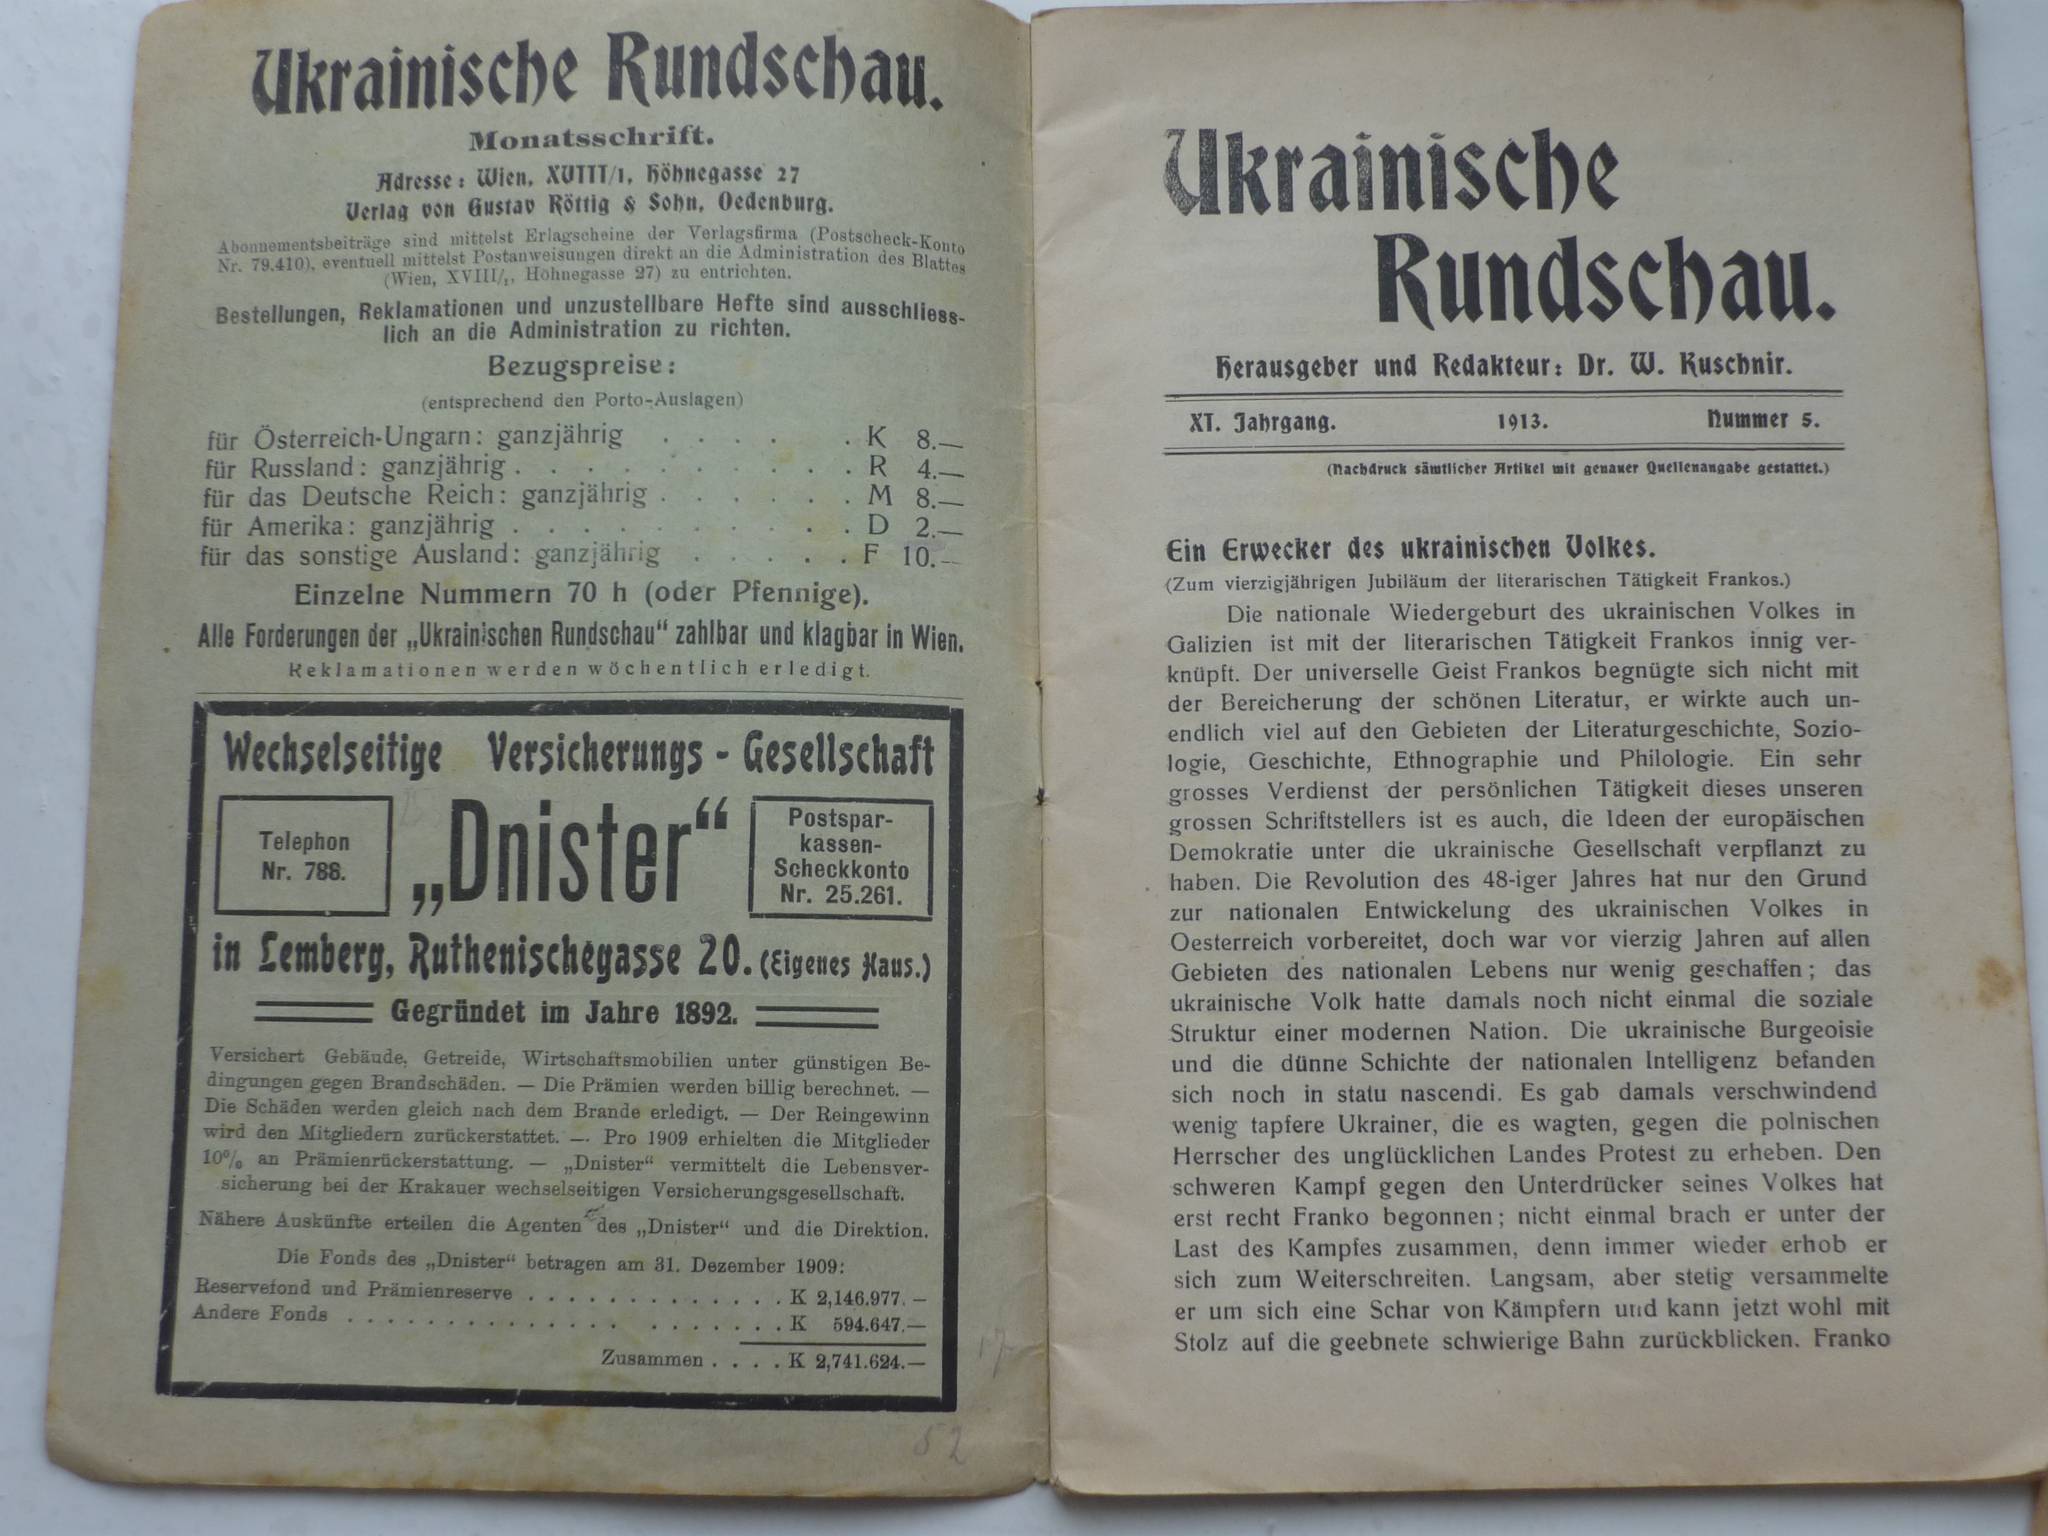 Ukrainische Rundschau.
Monatsschrift.
Adresse: Wien, XVIII/1, Höhnegasse 27
Verlag von Gustav Röttig & Sohn, Oedenburg.
Abonnementsbeiträge sind mittelst Erlagscheine der Verlagsfirma (Postscheck-Konto
Nr. 79.410), eventuell mittelst Postanweisungen direkt an die Administration des Blattes
(Wien, XVIII/1, Höhnegasse 27) zu entrichten.
Bestellungen, Reklamationen und unzustellbare Hefte sind ausschliess-
lich an die Administration zu richten.
Bezugspreise:
(entsprechend den Porto-Auslagen)
für Österreich-Ungarn: ganzjährig . . . . . K 8.—
für Russland: ganzjährig . . . . . . . . . . R 4.—
für das Deutsche Reich: ganzjährig . . . . . . M 8.—
für Amerika: ganzjährig . . . . . . . . . . D 2.—
für das sonstige Ausland: ganzjährig . . . . . F 10.—
Einzelne Nummern 70 h (oder Pfennige).
Alle Forderungen der „Ukrainischen Rundschau“ zahlbar und klagbar in Wien.
Reklamationen werden wöchentlich erledigt.
Wechselseitige Versicherungs-Gesellschaft
Telephon
Nr. 788.
„Dnister“
Postspar-
kassen-
Scheckkonto
Nr. 25.261.
in Lemberg, Ruthenischegasse 20. (Eigenes Haus.)
Gegründet im Jahre 1892.
Versichert Gebäude, Getreide, Wirtschaftsmobilien unter günstigen Be-
dingungen gegen Brandschäden. — Die Prämien werden billig berechnet. —
Die Schäden werden gleich nach dem Brande erledigt. — Der Reingewinn
wird den Mitgliedern zurückerstattet. — Pro 1909 erhielten die Mitglieder
10% an Prämienrückerstattung. — „Dnister“ vermittelt die Lebensver-
sicherung bei der Krakauer wechselseitigen Versicherungsgesellschaft.
Nähere Auskünfte erteilen die Agenten des „Dnister“ und die Direktion.
Die Fonds des „Dnister“ betragen am 31. Dezember 1909:
Reservefond und Prämienreserve . . . . . . . . . . . . . K 2,146.977.—
Andere Fonds . . . . . . . . . . . . . . . . . . . . . K 594.647.—
Zusammen . . . . K 2,741.624.—
17
52
Ukrainische
Rundschau.
Herausgeber und Redakteur: Dr. W. Kuschnir.
XI. Jahrgang. 1913. Nummer 5.
(Nachdruck sämtlicher Artikel mit genauer Quellenangabe gestattet.)
Ein Erwecker des ukrainischen Volkes.
(Zum vierzigjährigen Jubiläum der literarischen Tätigkeit Frankos.)
Die nationale Wiedergeburt des ukrainischen Volkes in
Galizien ist mit der literarischen Tätigkeit Frankos innig ver-
knüpft. Der universelle Geist Frankos begnügte sich nicht mit
der Bereicherung der schönen Literatur, er wirkte auch un-
endlich viel auf den Gebieten der Literaturgeschichte, Sozio-
logie, Geschichte, Ethnographie und Philologie. Ein sehr
grosses Verdienst der persönlichen Tätigkeit dieses unseren
grossen Schriftstellers ist es auch, die Ideen der europäischen
Demokratie unter die ukrainische Gesellschaft verpflanzt zu
haben. Die Revolution des 48-iger Jahres hat nur den Grund
zur nationalen Entwickelung des ukrainischen Volkes in
Oesterreich vorbereitet, doch war vor vierzig Jahren auf allen
Gebieten des nationalen Lebens nur wenig geschaffen; das
ukrainische Volk hatte damals noch nicht einmal die soziale
Struktur einer modernen Nation. Die ukrainische Burgeoisie
und die dünne Schichte der nationalen Intelligenz befanden
sich noch in statu nascendi. Es gab damals verschwindend
wenig tapfere Ukrainer, die es wagten, gegen die polnischen
Herrscher des unglücklichen Landes Protest zu erheben. Den
schweren Kampf gegen den Unterdrücker seines Volkes hat
erst recht Franko begonnen; nicht einmal brach er unter der
Last des Kampfes zusammen, denn immer wieder erhob er
sich zum Weiterschreiten. Langsam, aber stetig versammelte
er um sich eine Schar von Kämpfern und kann jetzt wohl mit
Stolz auf die geebnete schwierige Bahn zurückblicken. Franko